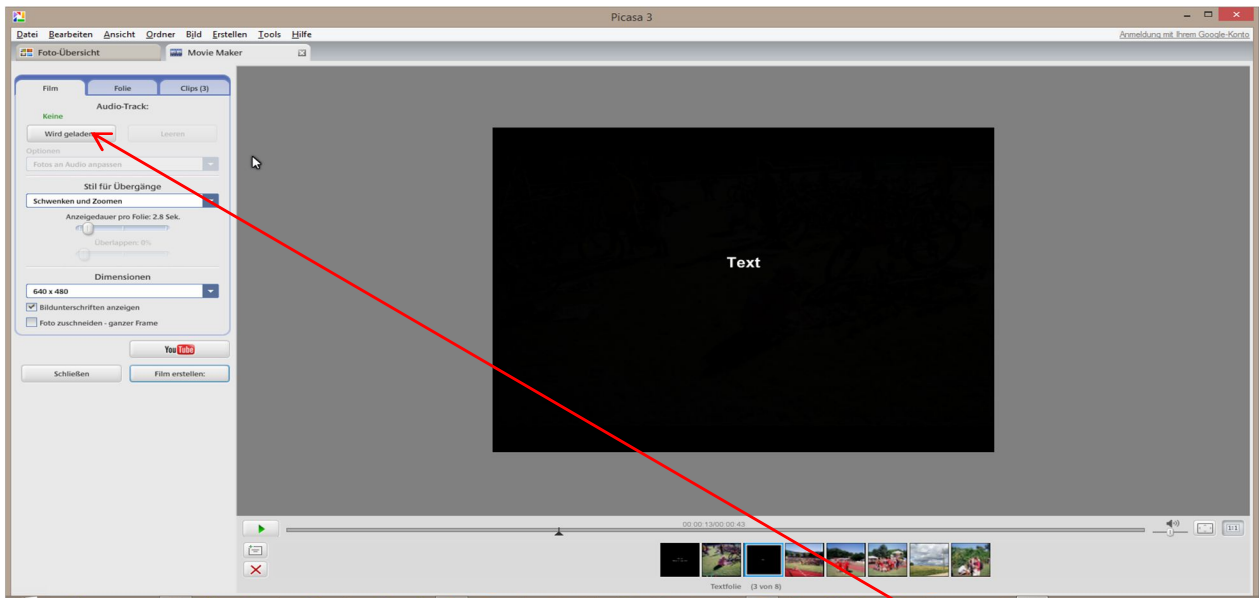 Picasa 3
Datei Bearbeiten Ansicht Ordner Bild Erstellen Tools Hilfe
Anmeldung mit Ihrem Google-Konto
Foto-Übersicht
Movie Maker
Film
Folie
Clips (3)
Audio-Track:
Keine
Wird geladen
Leeren
Optionen
Fotos an Audio anpassen
Stil für Übergänge
Schwenken und Zoomen
Anzeigedauer pro Folie: 2.8 Sek.
Überlappen: 0%
Dimensionen
640 x 480
Bildunterschriften anzeigen
Foto zuschneiden - ganzer Frame
YouTube
Schließen
Film erstellen:
Text
00:00:13/00:00:43
1:1
Textfolie (3 von 8)